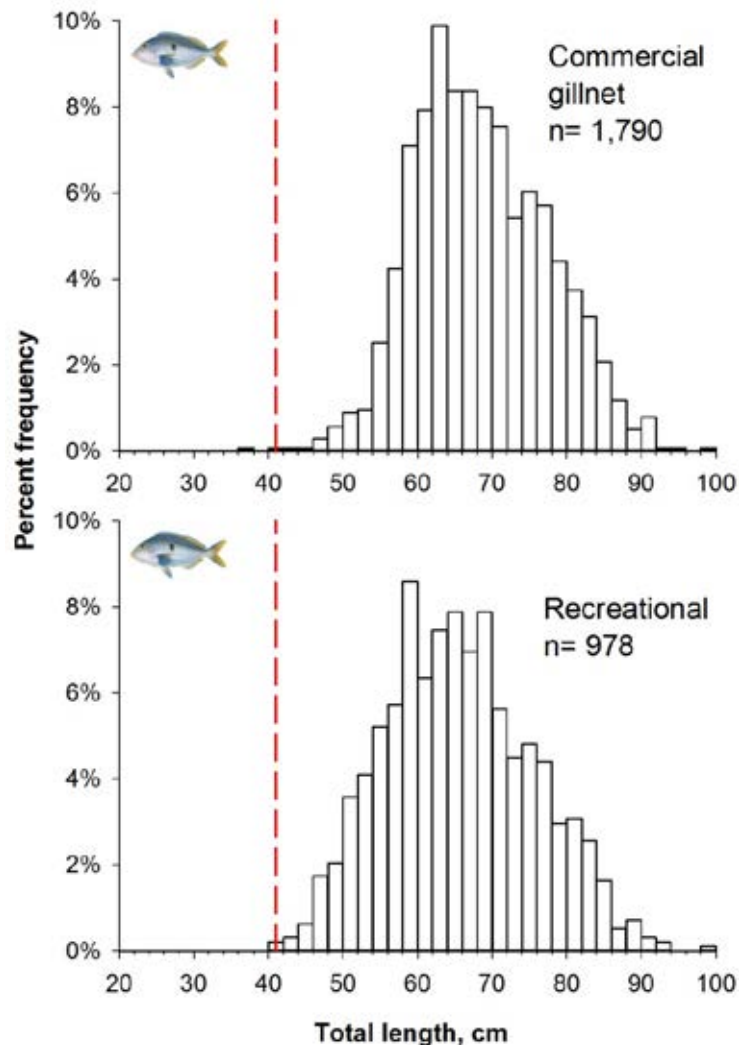 10%
8%
6%
4%
2%
0%
Commercial
gillnet
n= 1,790
20 30 40 50 60 70 80 90 100
Percent frequency
10%
8%
6%
4%
2%
0%
Recreational
n= 978
20 30 40 50 60 70 80 90 100
Total length, cm